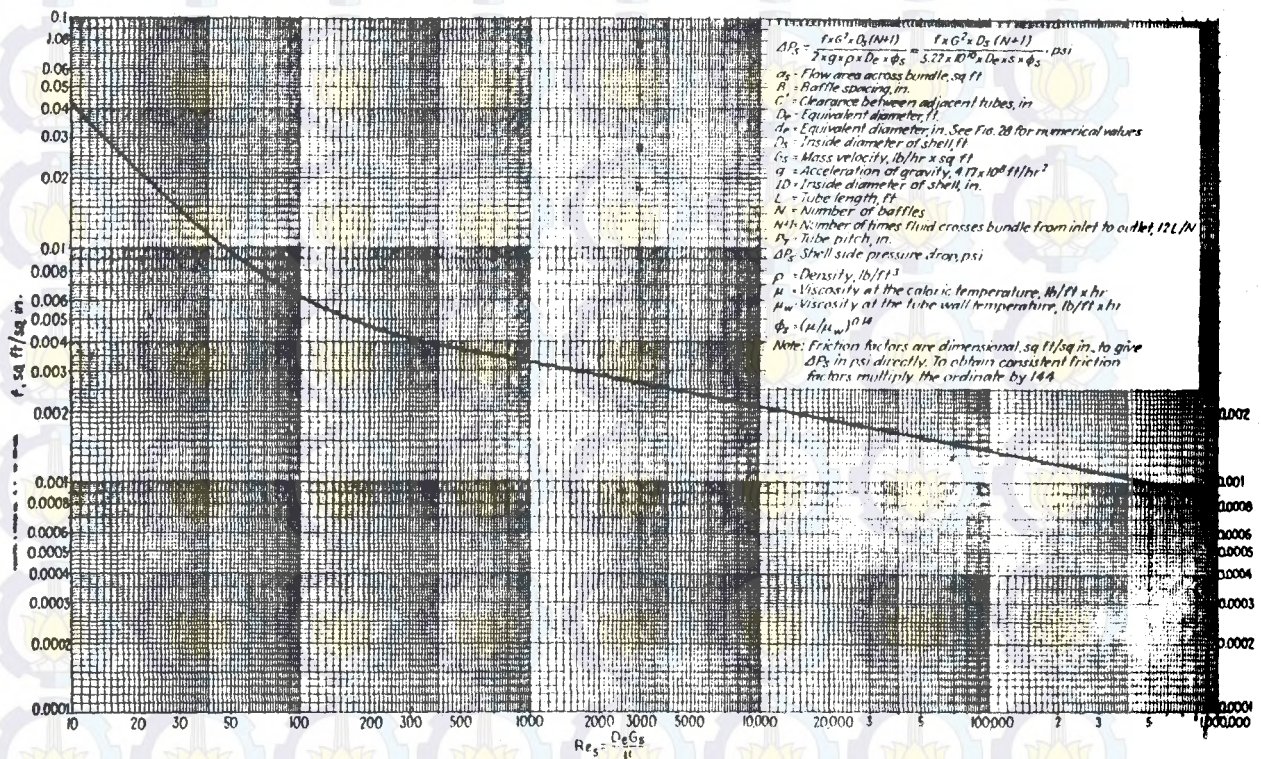 ΔPs = f×G²×Ds(N+1) / 2×g×ρ×De×φs = f×G²×Ds(N+1) / 5.22×10¹⁰×De×s×φs, psi
as = Flow area across bundle, sq ft
B = Baffle spacing, in.
C' = Clearance between adjacent tubes, in
De = Equivalent diameter, ft.
de = Equivalent diameter, in. See Fig. 28 for numerical values
Ds = Inside diameter of shell, ft
Gs = Mass velocity, lb/hr × sq ft
g = Acceleration of gravity, 4.17×10⁸ ft/hr²
ID = Inside diameter of shell, in.
L = Tube length, ft
N = Number of baffles
N+1 = Number of times fluid crosses bundle from inlet to outlet, 12L/N
PT = Tube pitch, in.
ΔPs = Shell side pressure drop, psi
ρ = Density, lb/ft³
μ = Viscosity at the caloric temperature, lb/ft × hr
μw = Viscosity at the tube wall temperature, lb/ft × hr
φs = (μ/μw)^0.14
Note: Friction factors are dimensional, sq ft/sq in., to give
ΔPs in psi directly. To obtain consistent friction
factors multiply the ordinate by 144
f, sq ft/sq in.
0.1
0.06
0.05
0.04
0.03
0.02
0.01
0.008
0.006
0.005
0.004
0.003
0.002
0.001
0.0008
0.0006
0.0005
0.0004
0.0003
0.0002
0.0001
0.002
0.001
0.0008
0.0006
0.0005
0.0004
0.0003
0.0002
0.0001
10 20 30 50 100 200 300 500 1000 2000 3000 5000 10,000 20000 3 5 100,000 2 3 5 1,000,000
Res = DeGs / μ